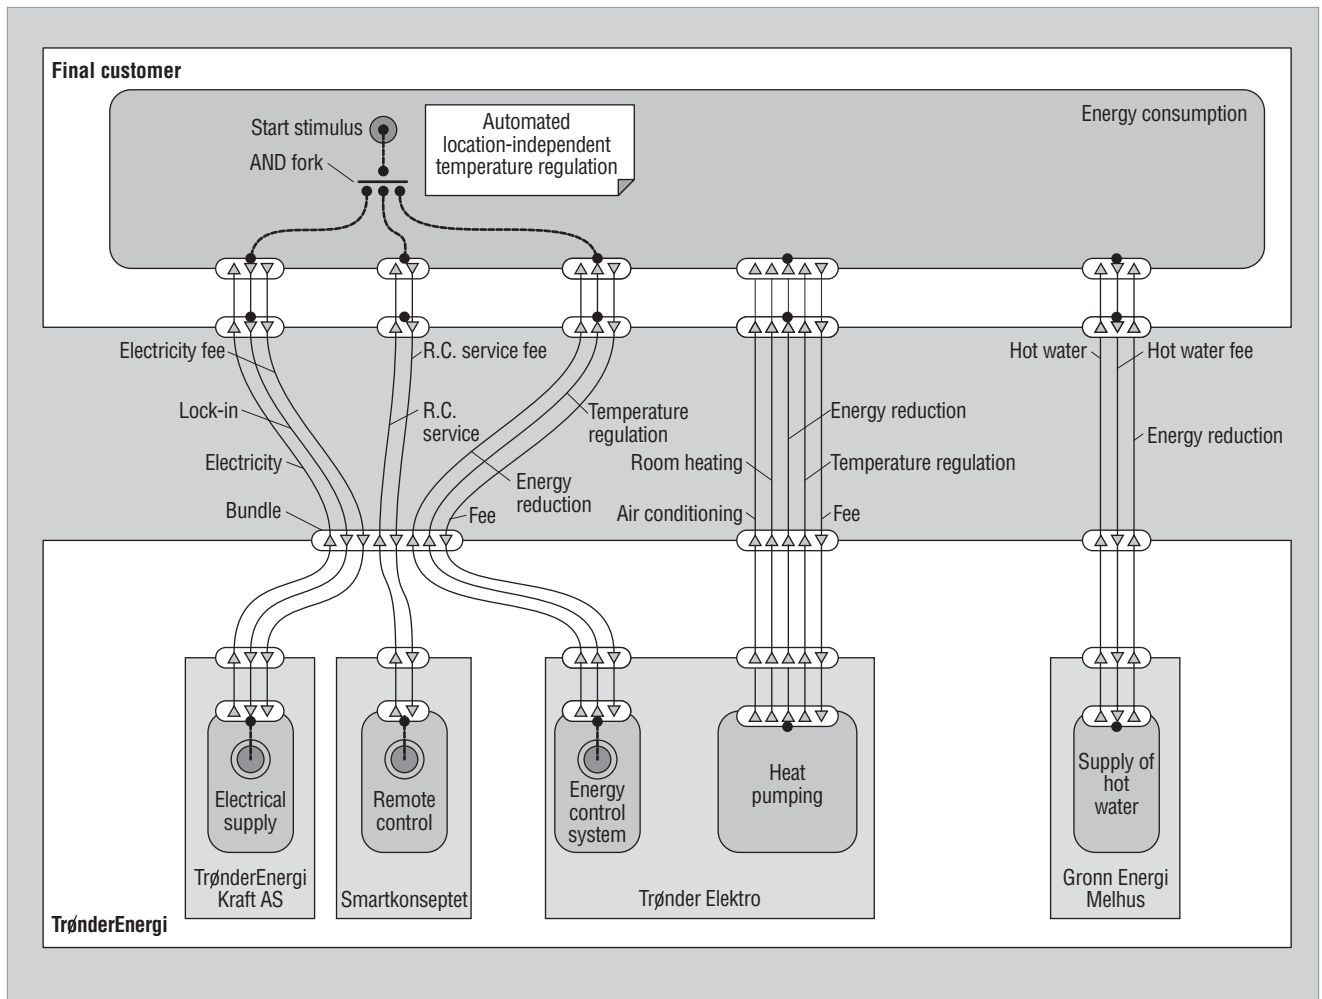 Final customer
Energy consumption
Start stimulus
AND fork
Automated
location-independent
temperature regulation
Electricity fee
R.C. service fee
Hot water
Hot water fee
Lock-in
R.C.
service
Temperature
regulation
Energy reduction
Energy reduction
Electricity
Room heating
Temperature regulation
Energy
reduction
Bundle
Fee
Air conditioning
Fee
Electrical
supply
Remote
control
Energy
control
system
Heat
pumping
Supply of
hot
water
TrønderEnergi
Kraft AS
Smartkonseptet
Trønder Elektro
Gronn Energi
Melhus
TrønderEnergi